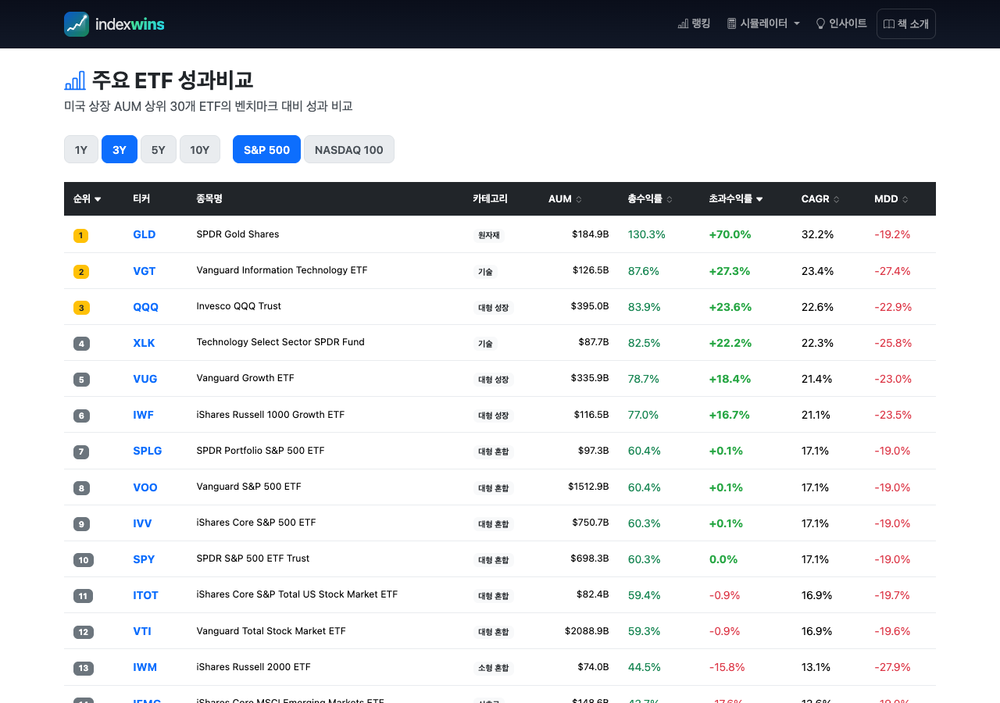 indexwins
랭킹 시뮬레이터 인사이트 책 소개
주요 ETF 성과비교
미국 상장 AUM 상위 30개 ETF의 벤치마크 대비 성과 비교
1Y 3Y 5Y 10Y S&P 500 NASDAQ 100
순위 티커 종목명 카테고리 AUM 총수익률 초과수익률 CAGR MDD
1 GLD SPDR Gold Shares 원자재 $184.9B 130.3% +70.0% 32.2% -19.2%
2 VGT Vanguard Information Technology ETF 기술 $126.5B 87.6% +27.3% 23.4% -27.4%
3 QQQ Invesco QQQ Trust 대형 성장 $395.0B 83.9% +23.6% 22.6% -22.9%
4 XLK Technology Select Sector SPDR Fund 기술 $87.7B 82.5% +22.2% 22.3% -25.8%
5 VUG Vanguard Growth ETF 대형 성장 $335.9B 78.7% +18.4% 21.4% -23.0%
6 IWF iShares Russell 1000 Growth ETF 대형 성장 $116.5B 77.0% +16.7% 21.1% -23.5%
7 SPLG SPDR Portfolio S&P 500 ETF 대형 혼합 $97.3B 60.4% +0.1% 17.1% -19.0%
8 VOO Vanguard S&P 500 ETF 대형 혼합 $1512.9B 60.4% +0.1% 17.1% -19.0%
9 IVV iShares Core S&P 500 ETF 대형 혼합 $750.7B 60.3% +0.1% 17.1% -19.0%
10 SPY SPDR S&P 500 ETF Trust 대형 혼합 $698.3B 60.3% 0.0% 17.1% -19.0%
11 ITOT iShares Core S&P Total US Stock Market ETF 대형 혼합 $82.4B 59.4% -0.9% 16.9% -19.7%
12 VTI Vanguard Total Stock Market ETF 대형 혼합 $2088.9B 59.3% -0.9% 16.9% -19.6%
13 IWM iShares Russell 2000 ETF 소형 혼합 $74.0B 44.5% -15.8% 13.1% -27.9%
IEMG iShares Core MSCI Emerging Markets ETF $148.6B